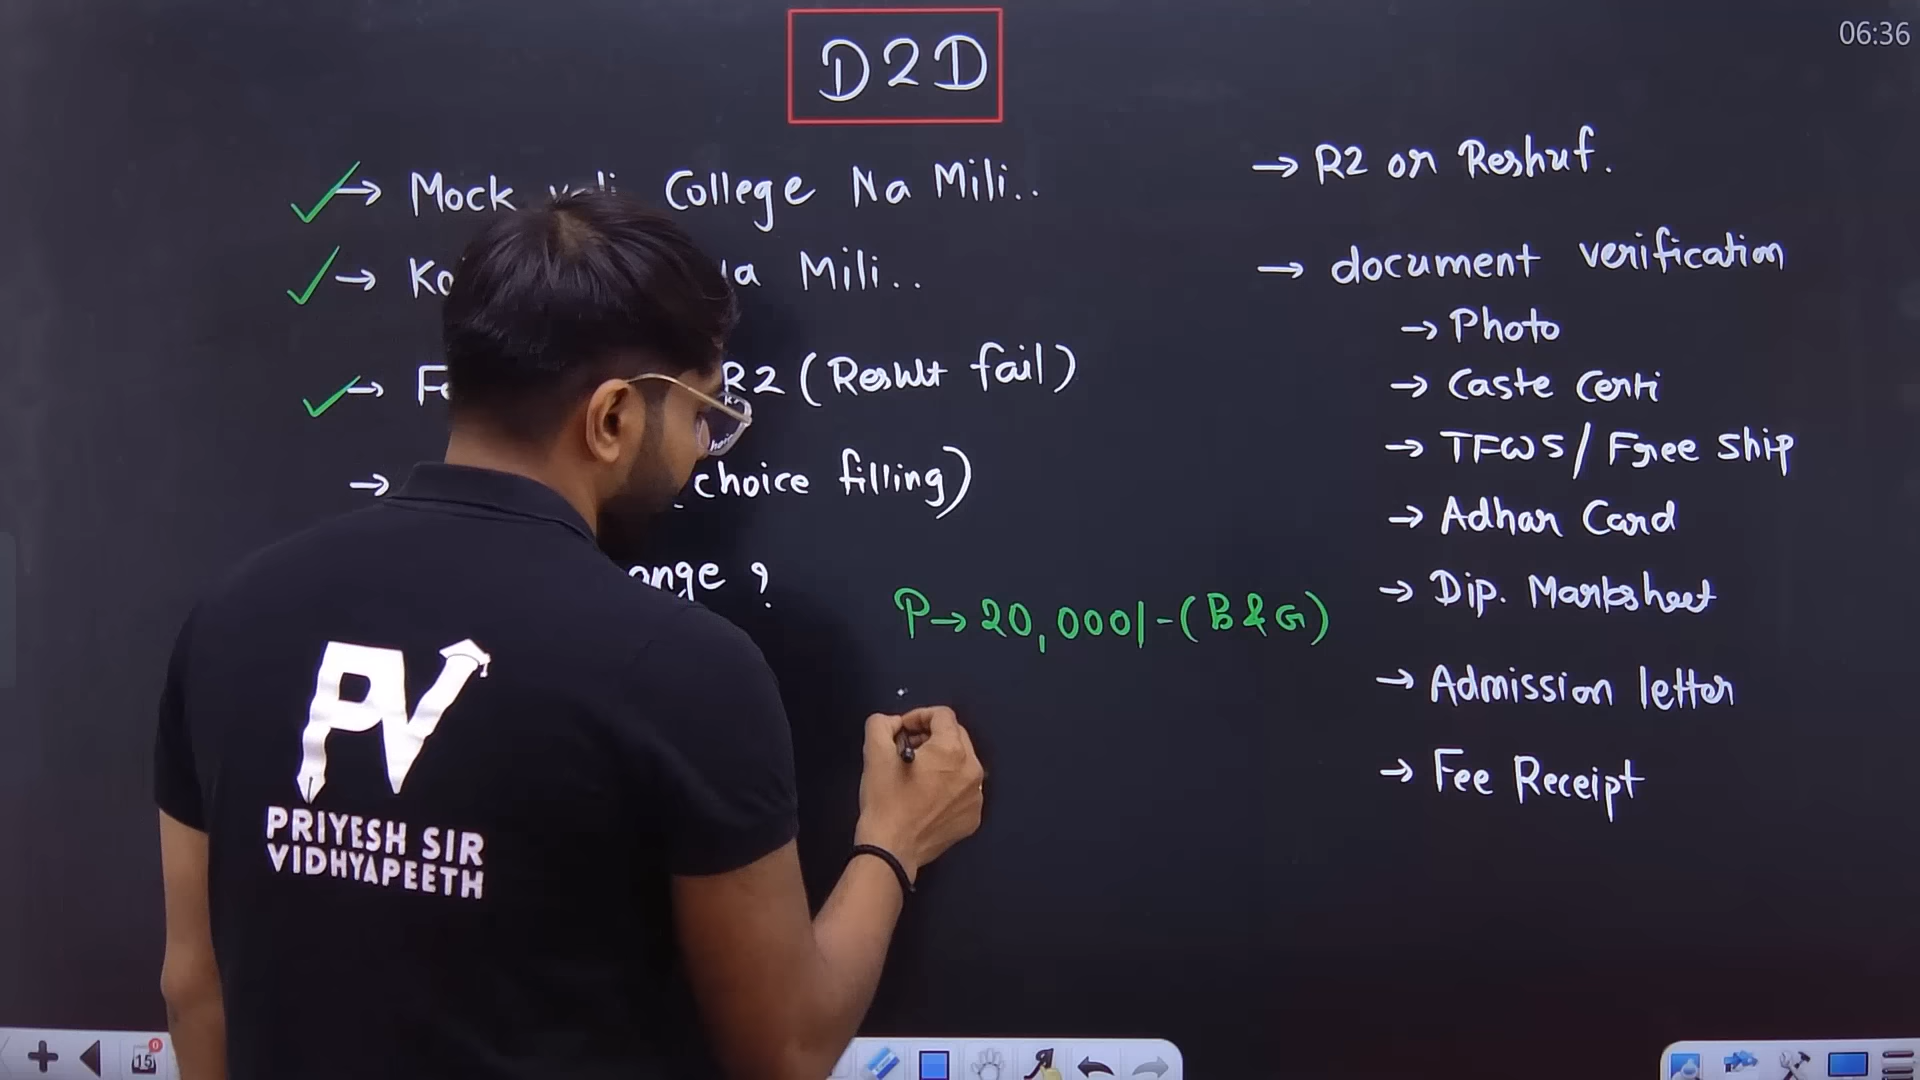 06:36
D2D
→ Mock College Na Mili..
→ Mili..
→ R2 (Result fail)
→ (choice filling)
?
P → 20,000/- (B & G)
→ R2 or Reshuf.
→ document verification
→ Photo
→ Caste Certi
→ TFWS / Free Ship
→ Adhar Card
→ Dip. Marksheet
→ Admission letter
→ Fee Receipt
PV
PRIYESH SIR
VIDHYAPEETH
15
0